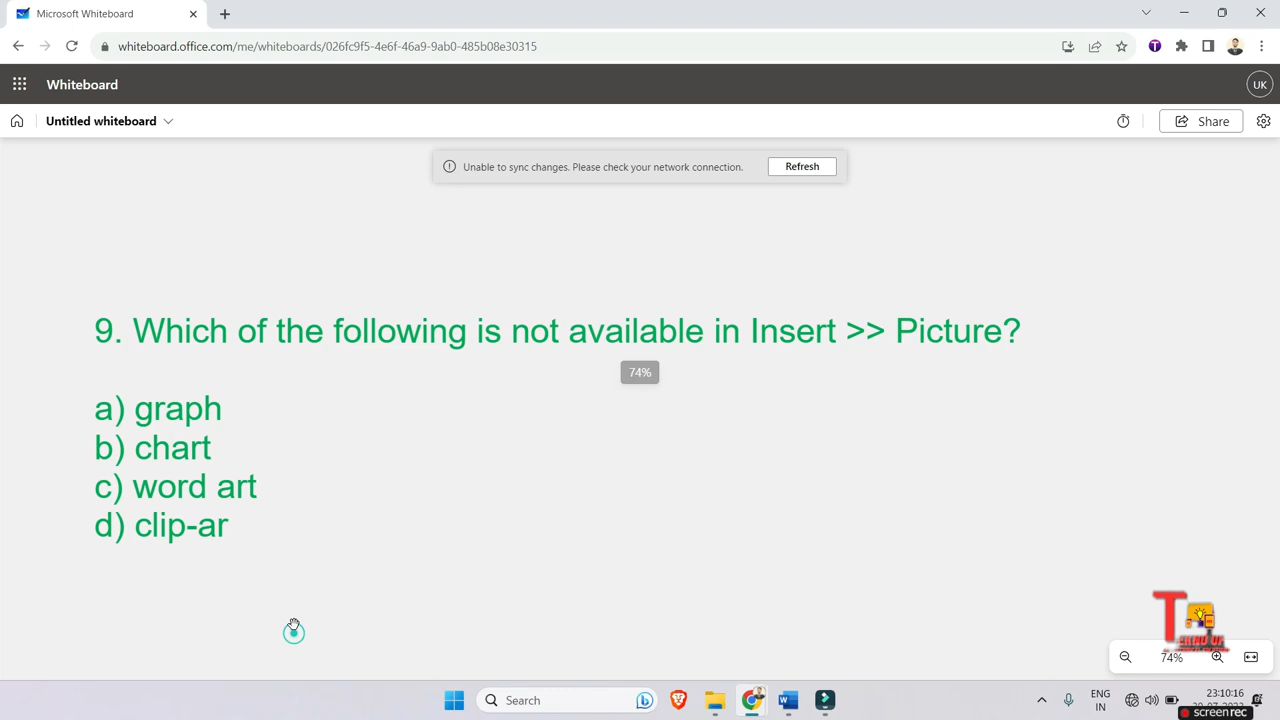 Microsoft Whiteboard
whiteboard.office.com/me/whiteboards/026fc9f5-4e6f-46a9-9ab0-485b08e30315
Whiteboard
UK
Untitled whiteboard
Share
Unable to sync changes. Please check your network connection.
Refresh
9. Which of the following is not available in Insert >> Picture?
74%
a) graph
b) chart
c) word art
d) clip-ar
74%
Search
ENG
IN
23:10:16
screenrec